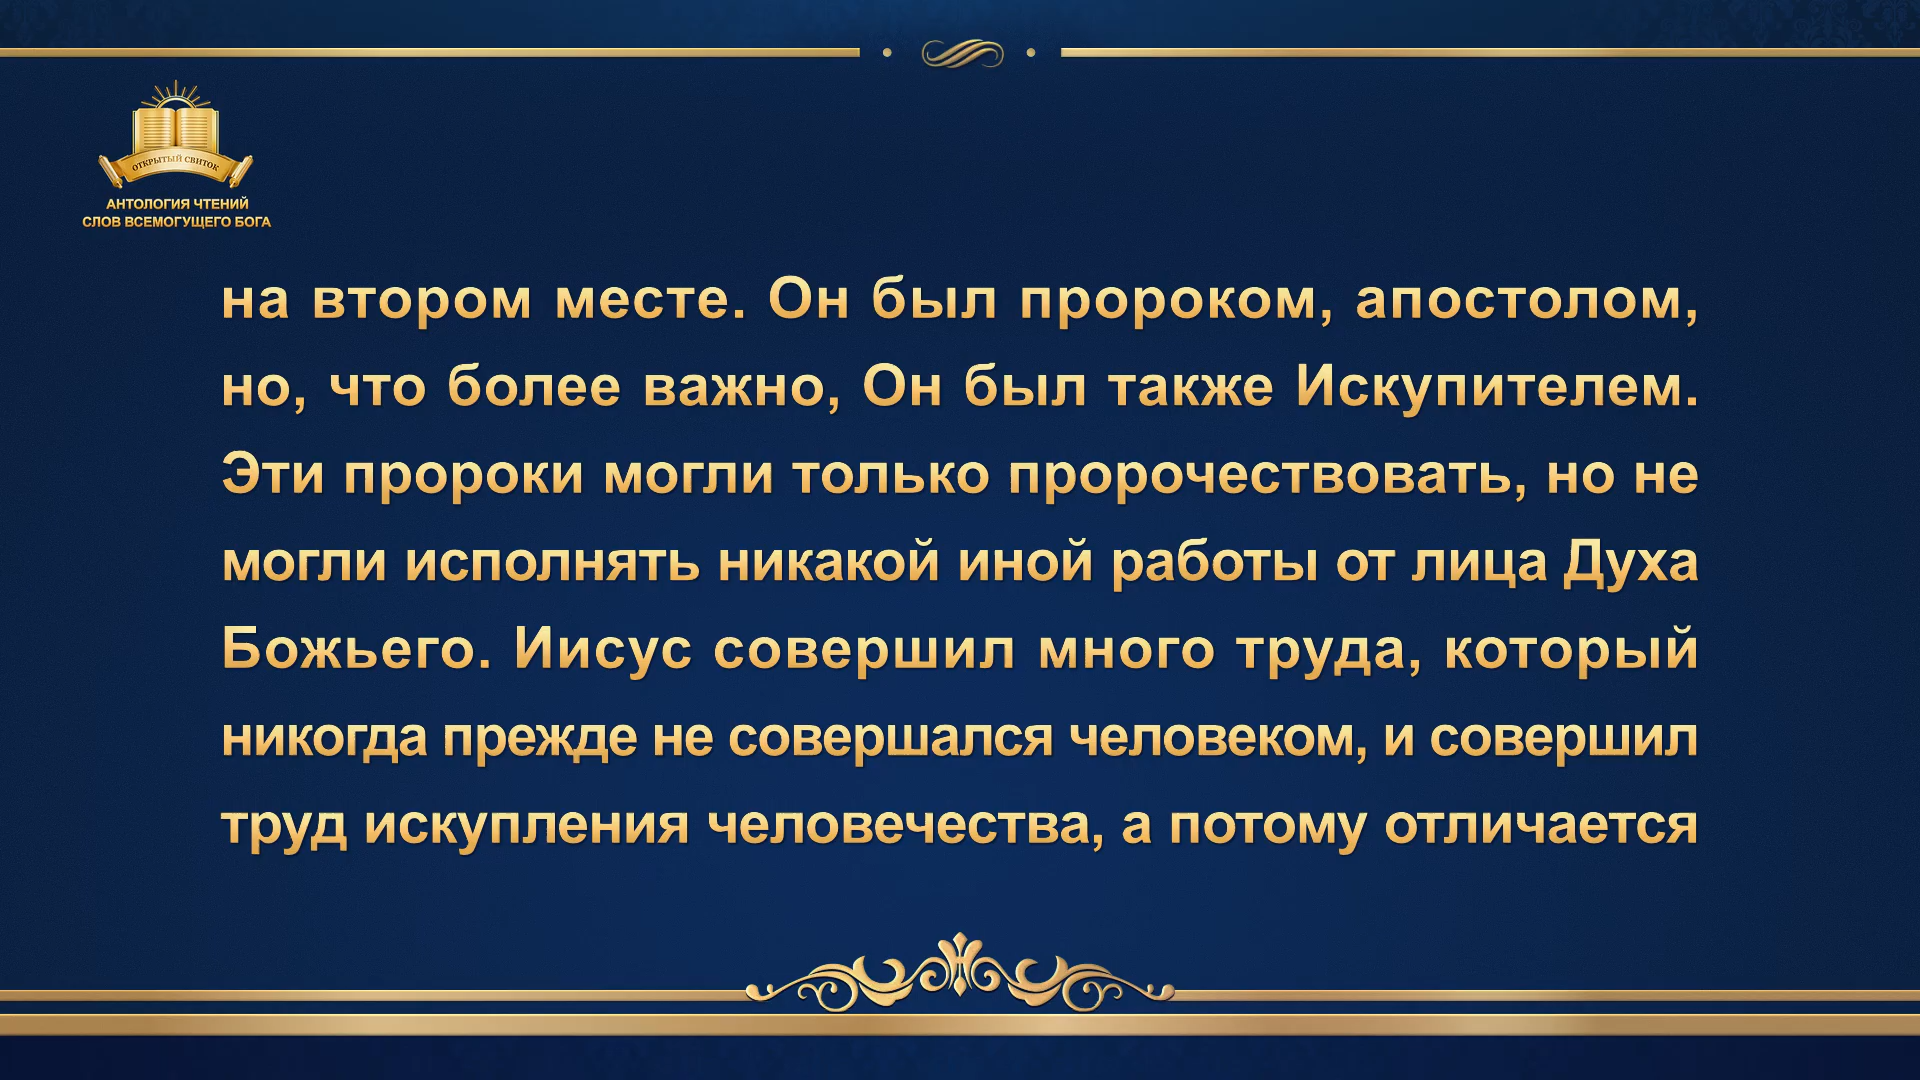 ОТКРЫТЫЙ СВИТОК
АНТОЛОГИЯ ЧТЕНИЙ
СЛОВ ВСЕМОГУЩЕГО БОГА
на втором месте. Он был пророком, апостолом,
но, что более важно, Он был также Искупителем.
Эти пророки могли только пророчествовать, но не
могли исполнять никакой иной работы от лица Духа
Божьего. Иисус совершил много труда, который
никогда прежде не совершался человеком, и совершил
труд искупления человечества, а потому отличается